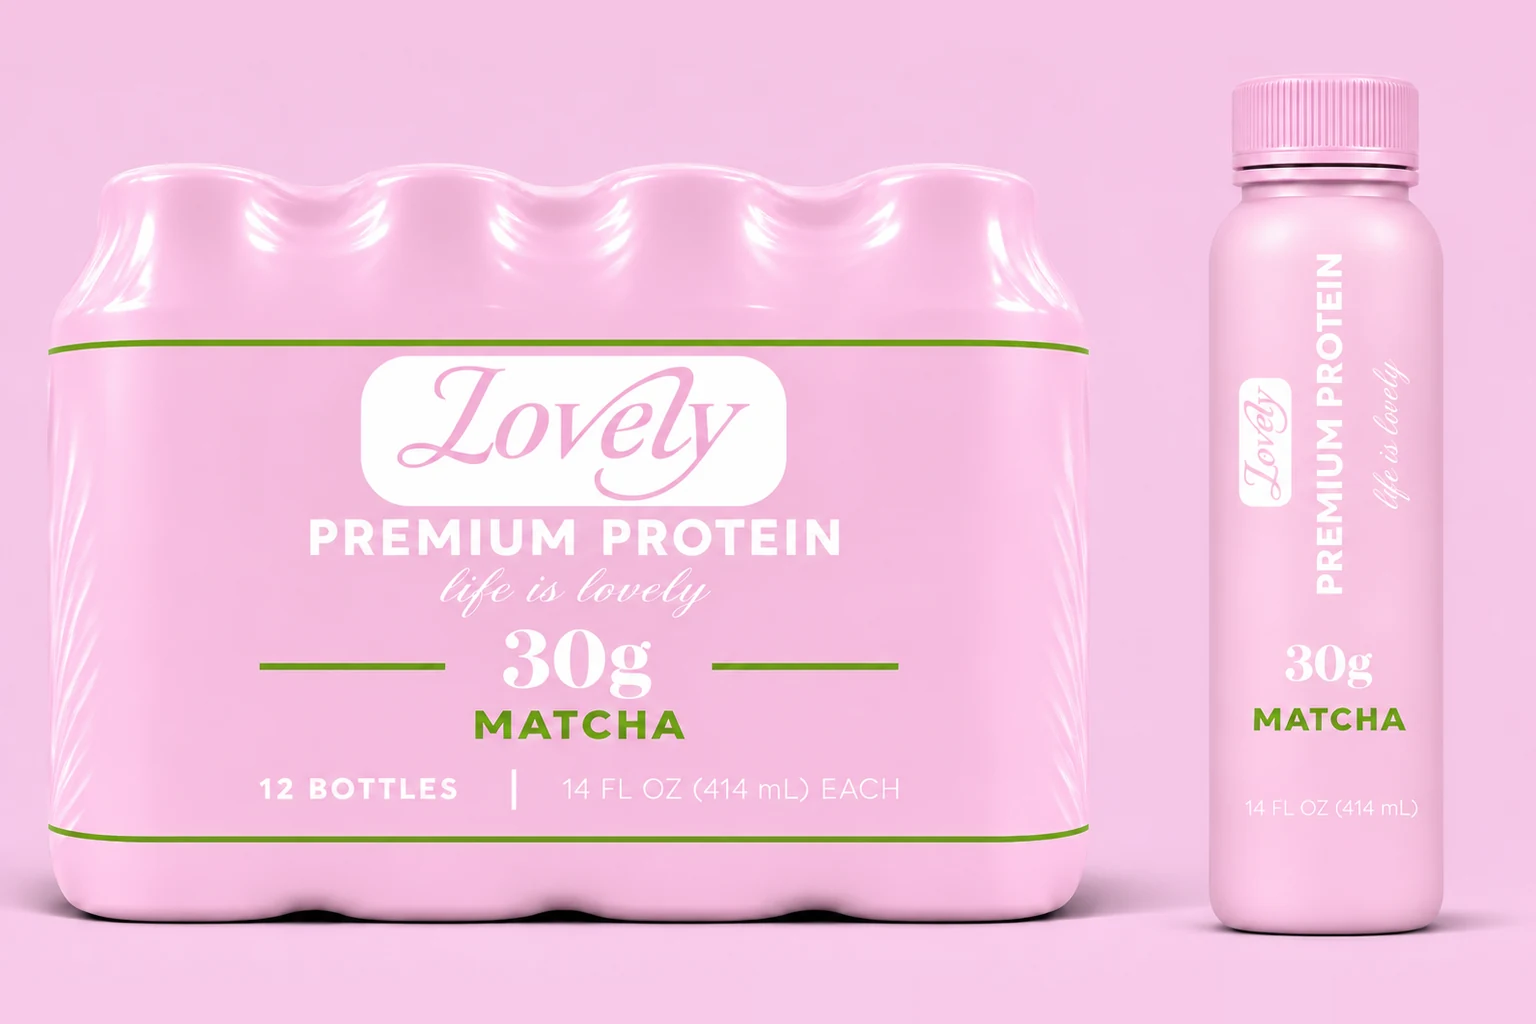 Lovely
PREMIUM PROTEIN
life is lovely
30g
MATCHA
12 BOTTLES | 14 FL OZ (414 mL) EACH
Lovely
PREMIUM PROTEIN
life is lovely
30g
MATCHA
14 FL OZ (414 mL)